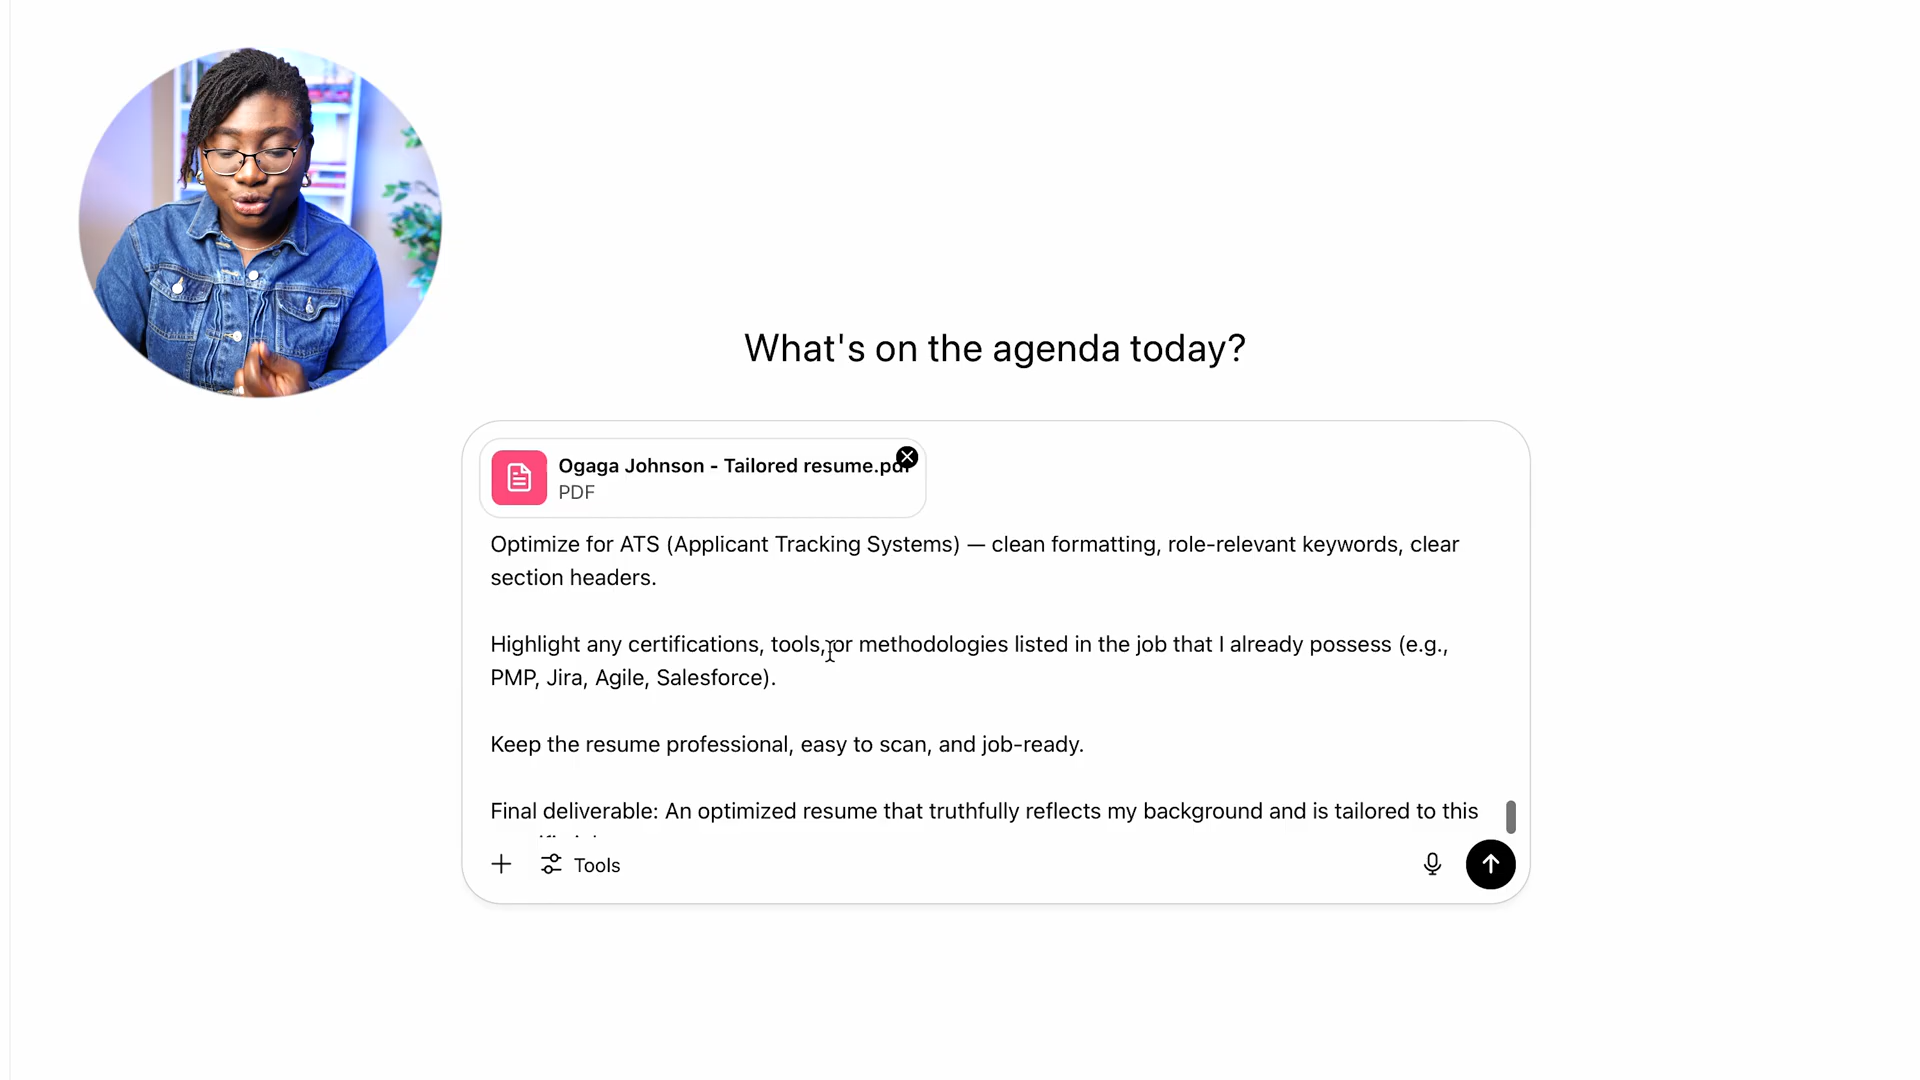 What's on the agenda today?
Ogaga Johnson - Tailored resume.pdf
PDF
Optimize for ATS (Applicant Tracking Systems) — clean formatting, role-relevant keywords, clear
section headers.
Highlight any certifications, tools, or methodologies listed in the job that I already possess (e.g.,
PMP, Jira, Agile, Salesforce).
Keep the resume professional, easy to scan, and job-ready.
Final deliverable: An optimized resume that truthfully reflects my background and is tailored to this
Tools